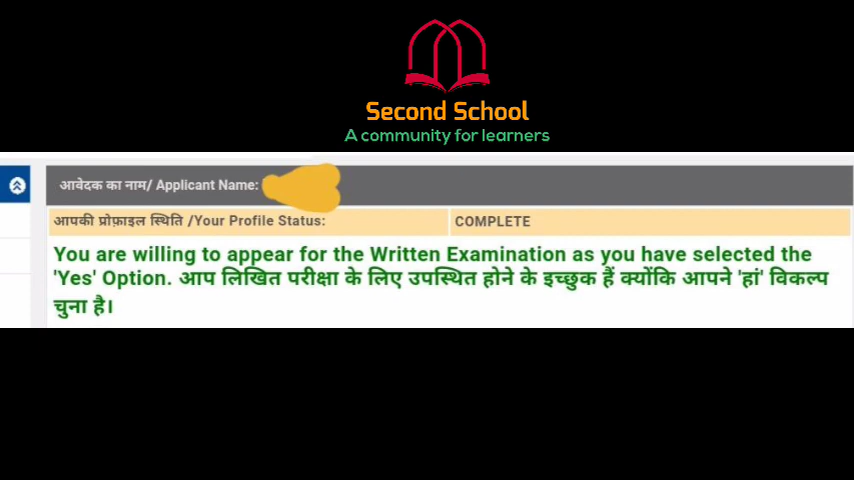 Second School
A community for learners
आवेदक का नाम/ Applicant Name:
आपकी प्रोफ़ाइल स्थिति /Your Profile Status: COMPLETE
You are willing to appear for the Written Examination as you have selected the
'Yes' Option. आप लिखित परीक्षा के लिए उपस्थित होने के इच्छुक हैं क्योंकि आपने 'हां' विकल्प
चुना है।